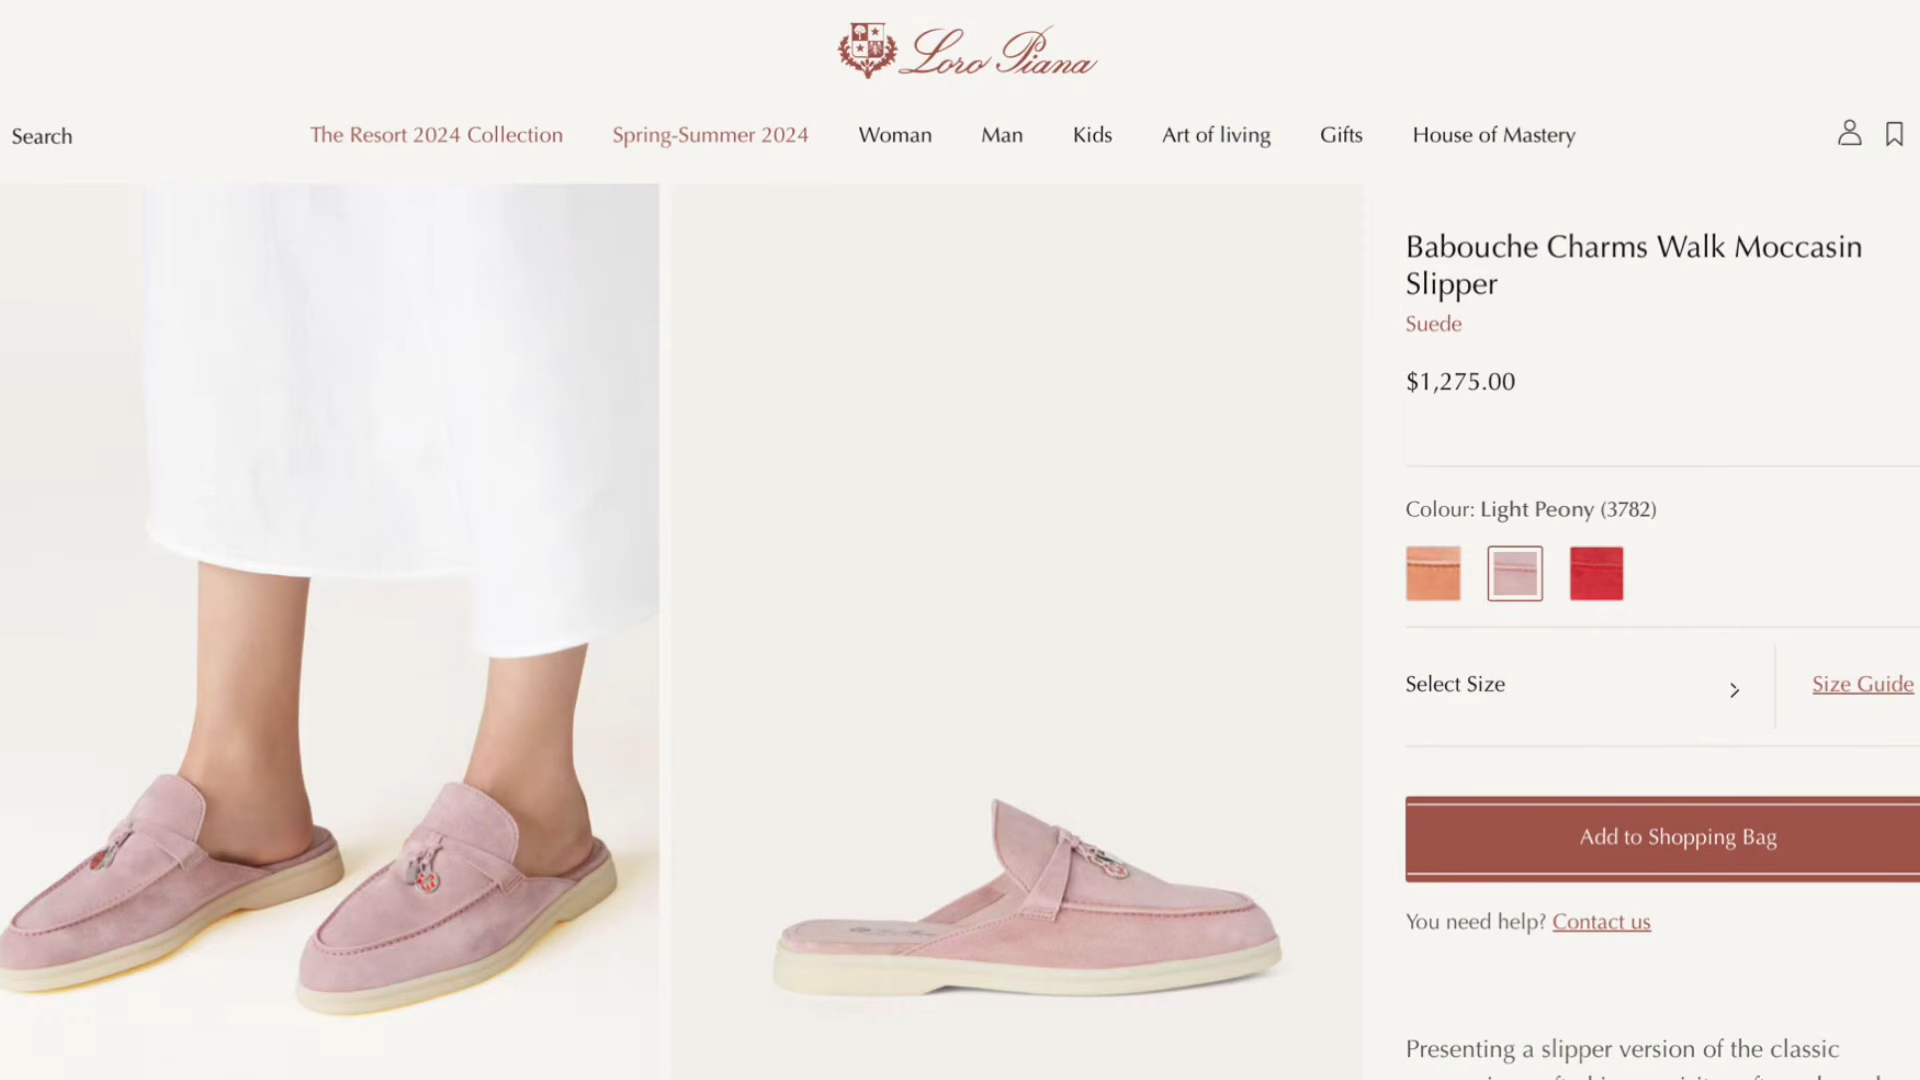 Loro Piana
Search
The Resort 2024 Collection
Spring-Summer 2024
Woman
Man
Kids
Art of living
Gifts
House of Mastery
Babouche Charms Walk Moccasin
Slipper
Suede
$1,275.00
Colour: Light Peony (3782)
Select Size
Size Guide
Add to Shopping Bag
You need help? Contact us
Presenting a slipper version of the classic